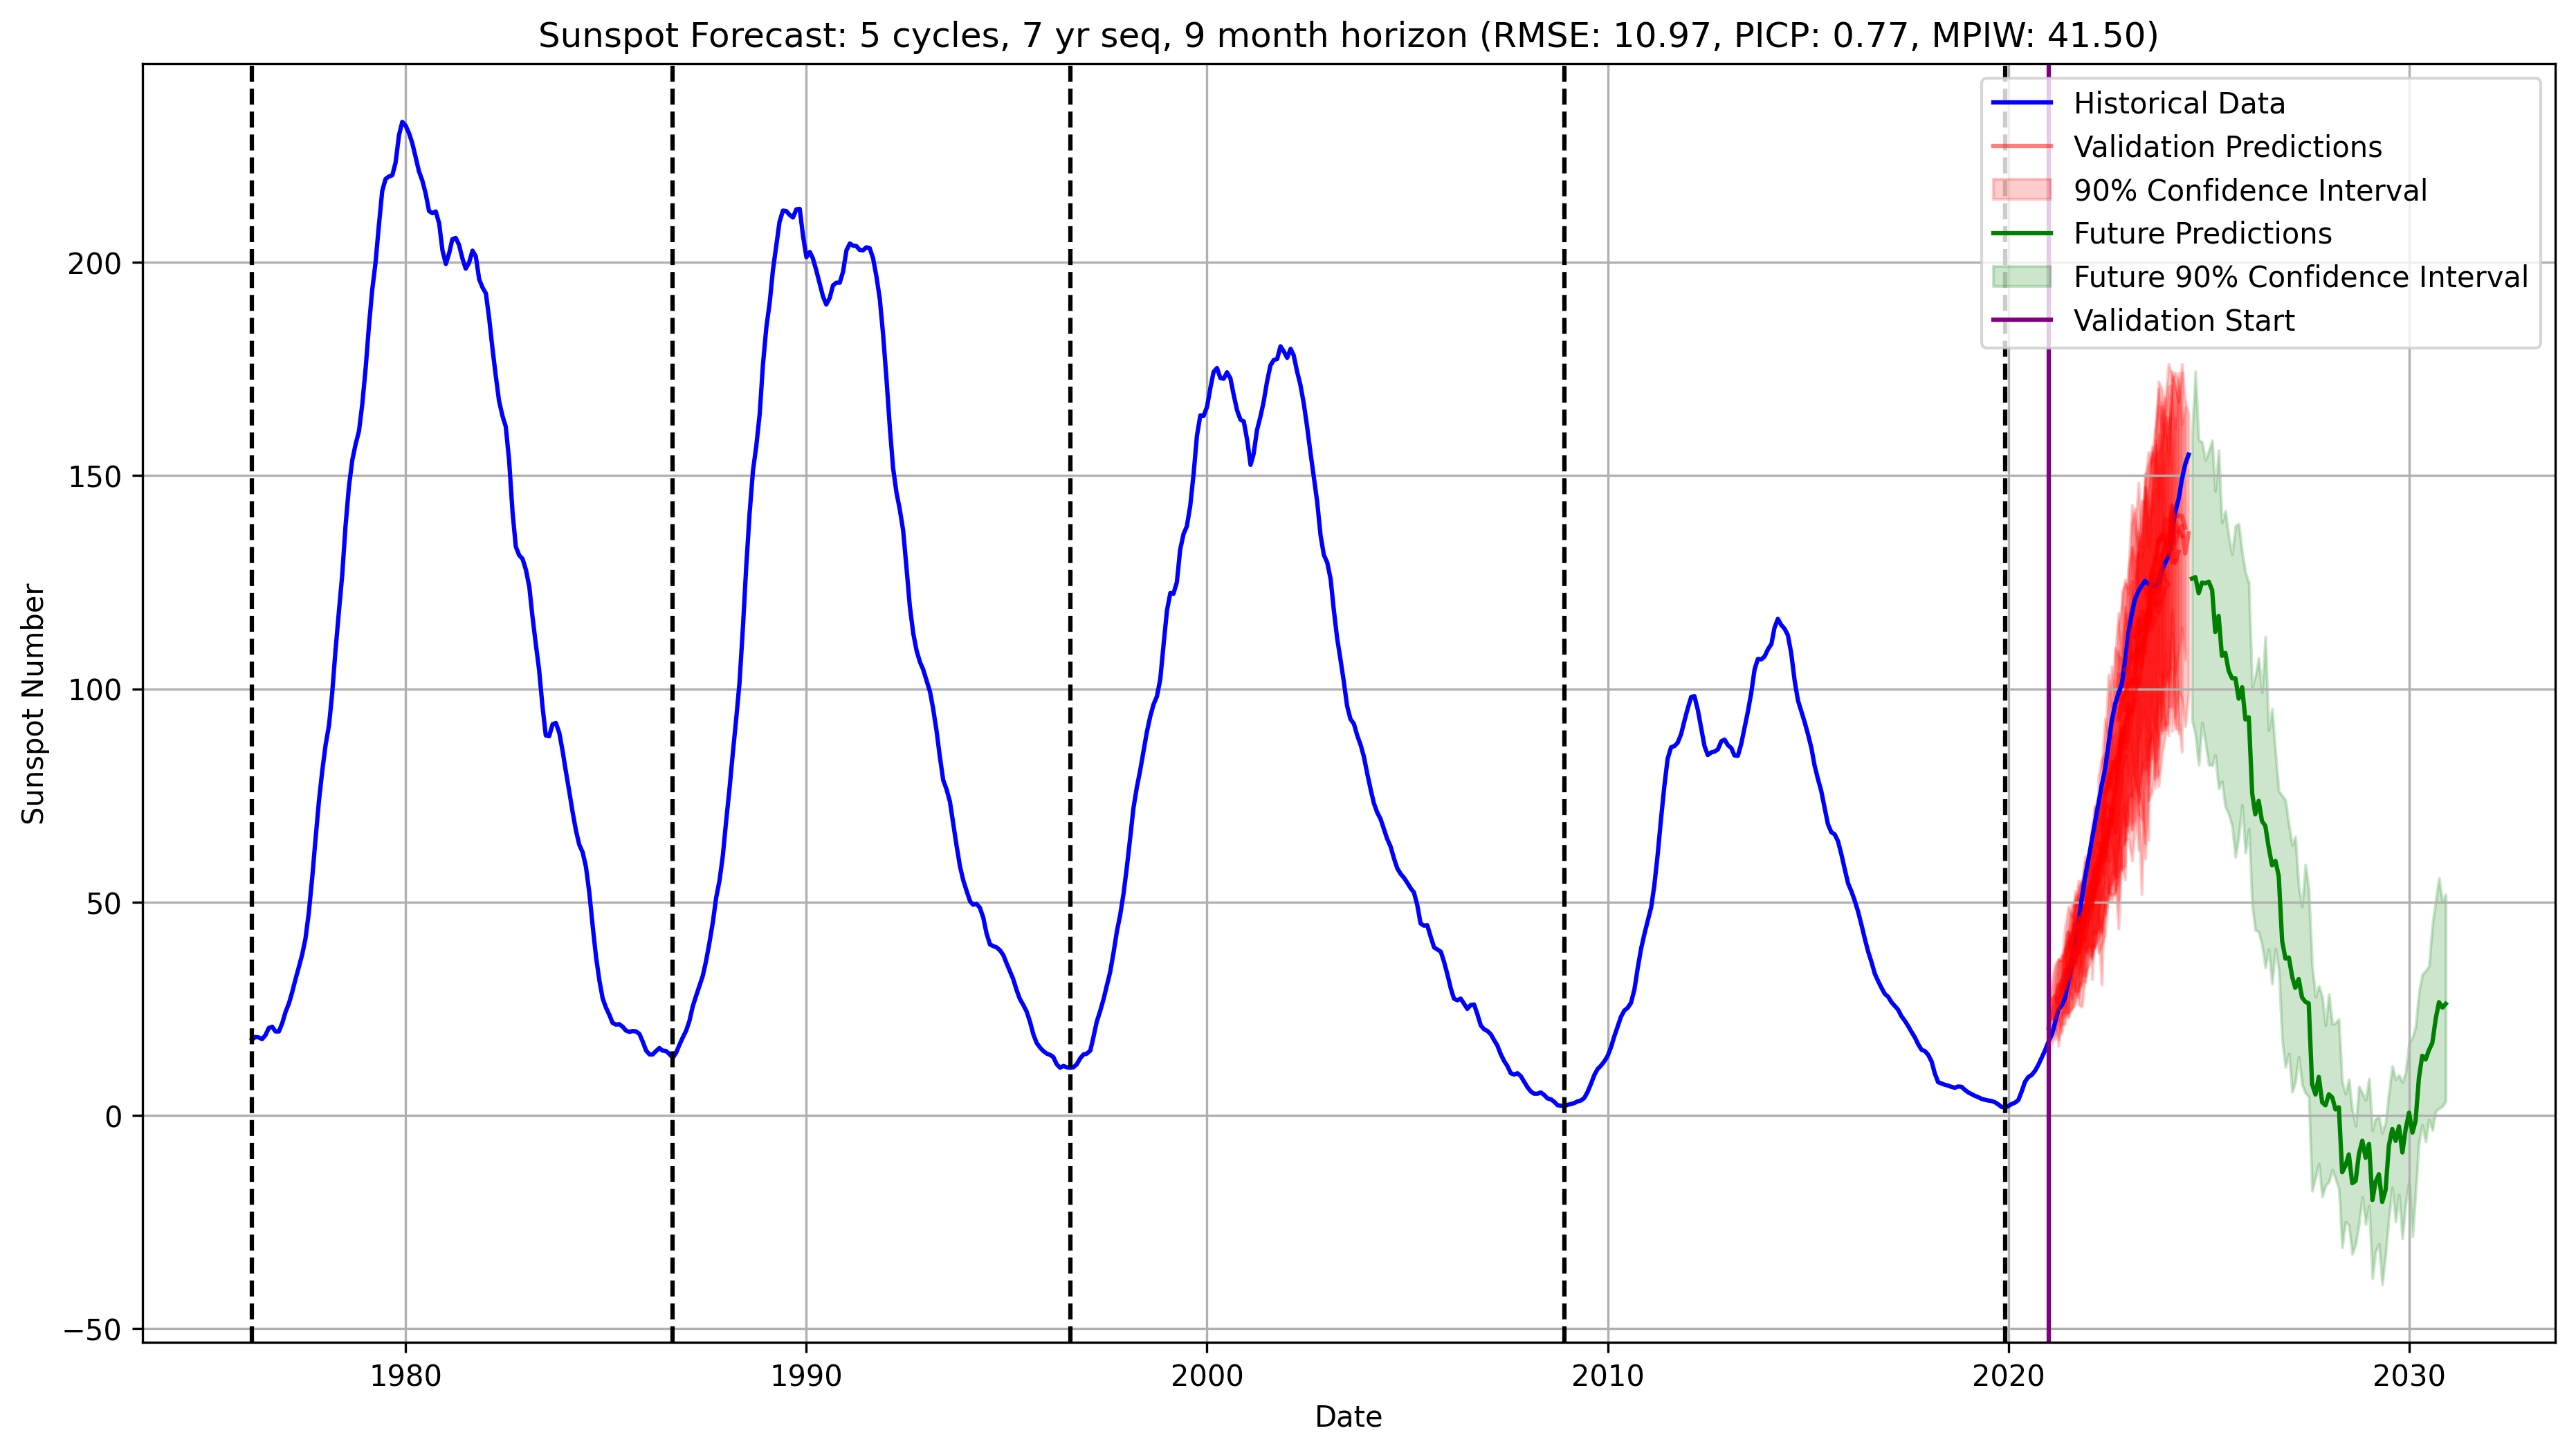 Sunspot Forecast: 5 cycles, 7 yr seq, 9 month horizon (RMSE: 10.97, PICP: 0.77, MPIW: 41.50)
Historical Data
Validation Predictions
90% Confidence Interval
Future Predictions
Future 90% Confidence Interval
Validation Start
Sunspot Number
200
150
100
50
0
−50
1980 1990 2000 2010 2020 2030
Date